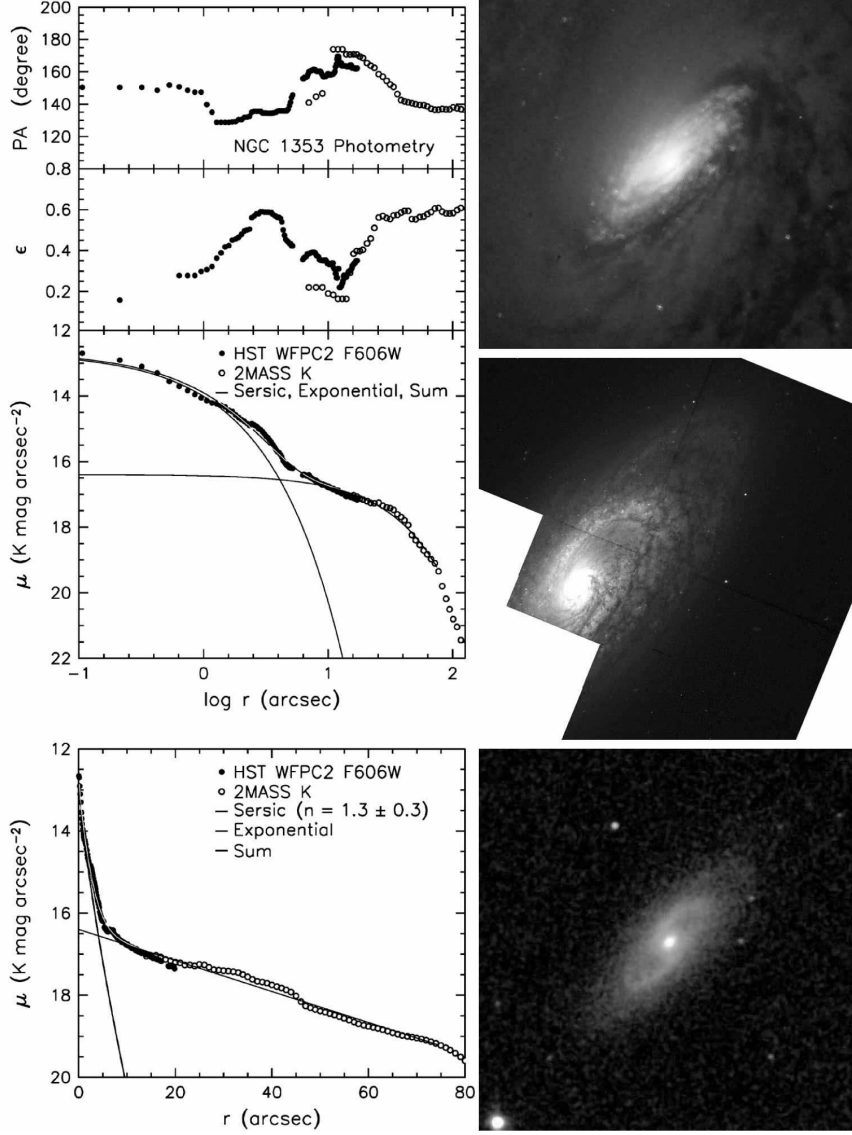 200
180
160
140
120
PA (degree)
NGC 1353 Photometry
0.8
0.6
0.4
0.2
ϵ
12
14
16
18
20
22
μ (K mag arcsec⁻²)
HST WFPC2 F606W
2MASS K
Sersic, Exponential, Sum
−1 0 1 2
log r (arcsec)
12
14
16
18
20
μ (K mag arcsec⁻²)
HST WFPC2 F606W
2MASS K
Sersic (n = 1.3 ± 0.3)
Exponential
Sum
0 20 40 60 80
r (arcsec)